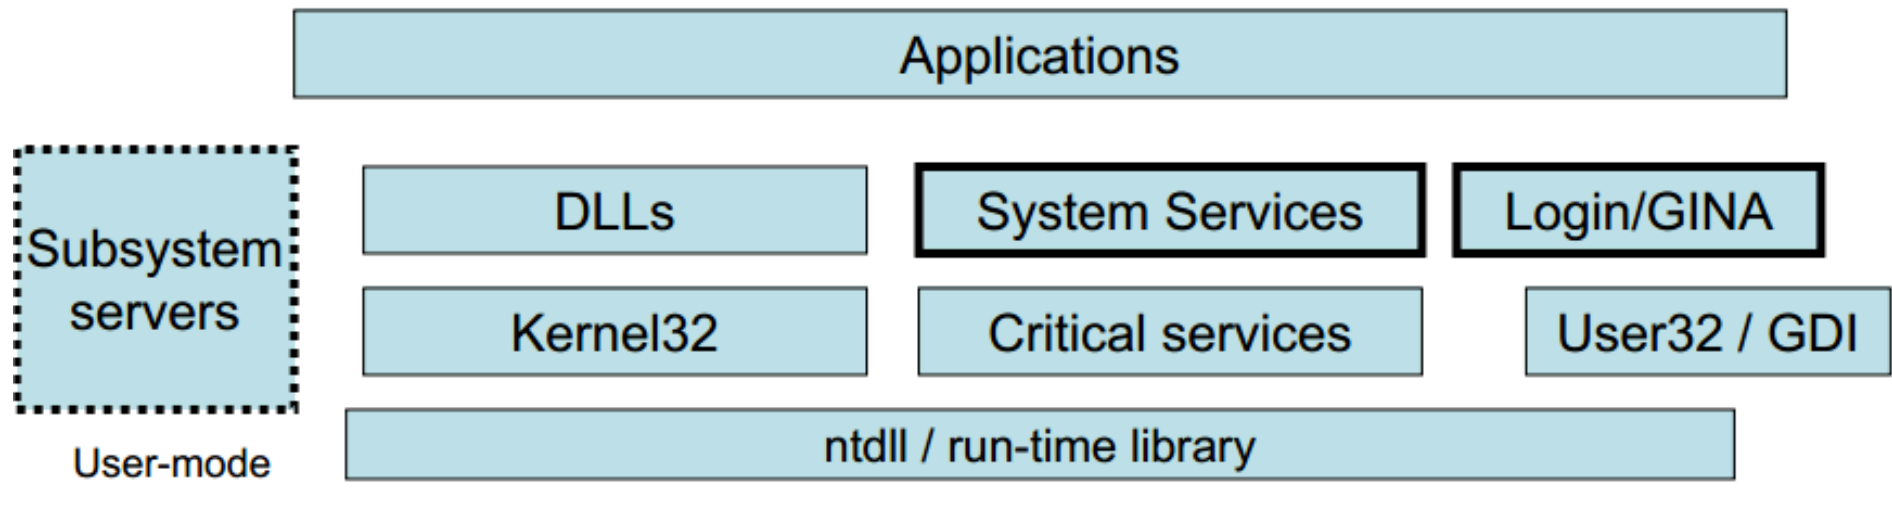 Applications
Subsystem
servers
DLLs
System Services
Login/GINA
Kernel32
Critical services
User32 / GDI
User-mode
ntdll / run-time library